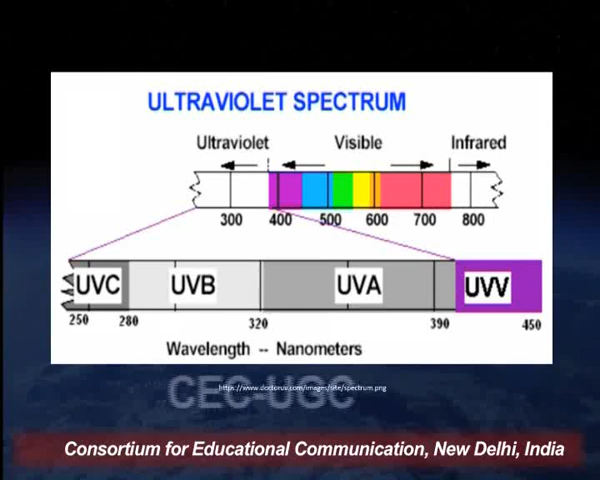 ULTRAVIOLET SPECTRUM
Ultraviolet Visible Infrared
300 400 500 600 700 800
UVC UVB UVA UVV
250 280 320 390 450
Wavelength -- Nanometers
https://www.doctoruv.com/images/site/spectrum.png
CEC-UGC
Consortium for Educational Communication, New Delhi, India